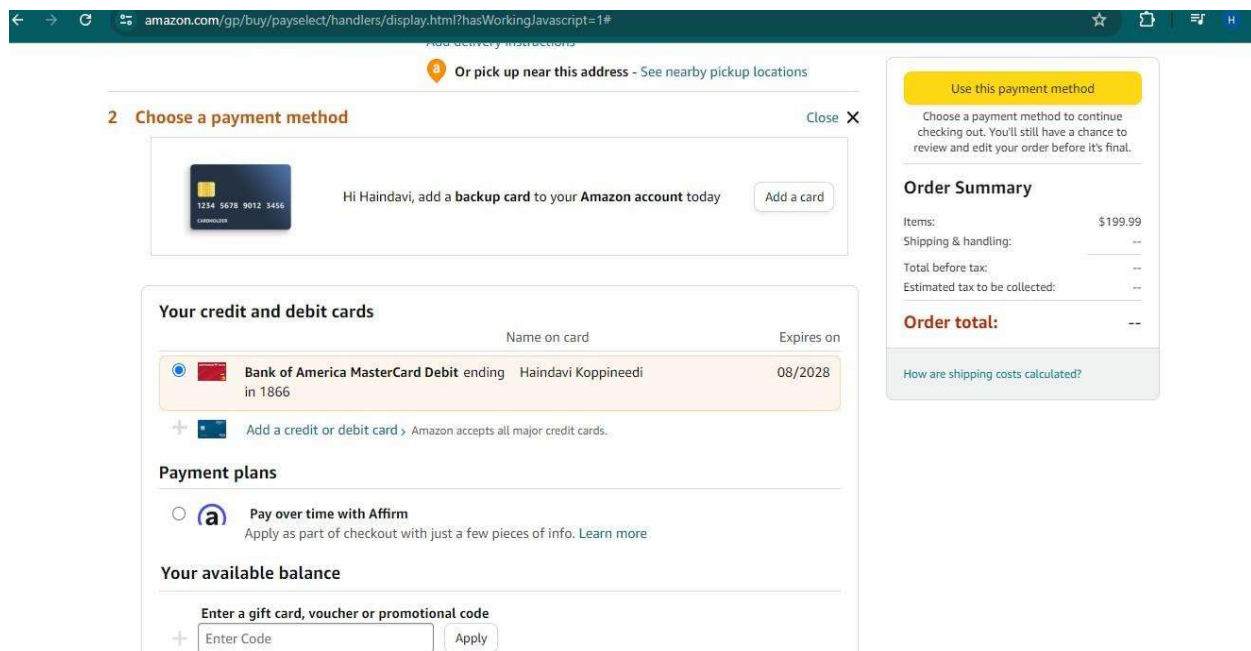 amazon.com/gp/buy/payselect/handlers/display.html?hasWorkingJavascript=1#
H
Add delivery instructions
a
Or pick up near this address - See nearby pickup locations
2 Choose a payment method
Close X
1234 5678 9012 3456
CARDHOLDER
Hi Haindavi, add a backup card to your Amazon account today
Add a card
Your credit and debit cards
Name on card
Expires on
Bank of America MasterCard Debit ending
in 1866
Haindavi Koppineedi
08/2028
Add a credit or debit card › Amazon accepts all major credit cards.
Payment plans
a
Pay over time with Affirm
Apply as part of checkout with just a few pieces of info. Learn more
Your available balance
Enter a gift card, voucher or promotional code
Enter Code
Apply
Use this payment method
Choose a payment method to continue
checking out. You'll still have a chance to
review and edit your order before it's final.
Order Summary
Items: $199.99
Shipping & handling: --
Total before tax: --
Estimated tax to be collected: --
Order total: --
How are shipping costs calculated?